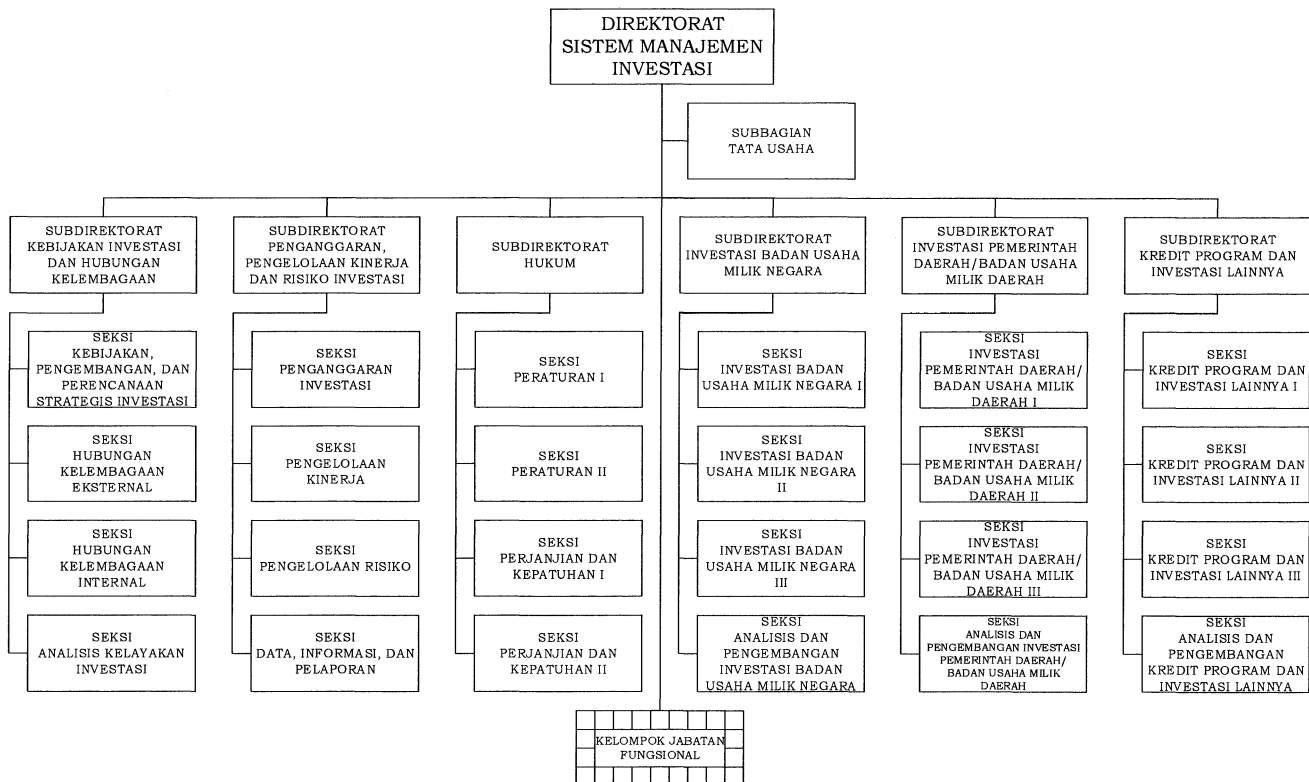 DIREKTORAT
SISTEM MANAJEMEN
INVESTASI
SUBBAGIAN
TATA USAHA
SUBDIREKTORAT
KEBIJAKAN INVESTASI
DAN HUBUNGAN
KELEMBAGAAN
SUBDIREKTORAT
PENGANGGARAN,
PENGELOLAAN KINERJA
DAN RISIKO INVESTASI
SUBDIREKTORAT
HUKUM
SUBDIREKTORAT
INVESTASI BADAN USAHA
MILIK NEGARA
SUBDIREKTORAT
INVESTASI PEMERINTAH
DAERAH/BADAN USAHA
MILIK DAERAH
SUBDIREKTORAT
KREDIT PROGRAM DAN
INVESTASI LAINNYA
SEKSI
KEBIJAKAN,
PENGEMBANGAN, DAN
PERENCANAAN
STRATEGIS INVESTASI
SEKSI
PENGANGGARAN
INVESTASI
SEKSI
PERATURAN I
SEKSI
INVESTASI BADAN
USAHA MILIK NEGARA I
SEKSI
INVESTASI
PEMERINTAH DAERAH/
BADAN USAHA MILIK
DAERAH I
SEKSI
KREDIT PROGRAM DAN
INVESTASI LAINNYA I
SEKSI
HUBUNGAN
KELEMBAGAAN
EKSTERNAL
SEKSI
PENGELOLAAN
KINERJA
SEKSI
PERATURAN II
SEKSI
INVESTASI BADAN
USAHA MILIK NEGARA
II
SEKSI
INVESTASI
PEMERINTAH DAERAH/
BADAN USAHA MILIK
DAERAH II
SEKSI
KREDIT PROGRAM DAN
INVESTASI LAINNYA II
SEKSI
HUBUNGAN
KELEMBAGAAN
INTERNAL
SEKSI
PENGELOLAAN RISIKO
SEKSI
PERJANJIAN DAN
KEPATUHAN I
SEKSI
INVESTASI BADAN
USAHA MILIK NEGARA
III
SEKSI
INVESTASI
PEMERINTAH DAERAH/
BADAN USAHA MILIK
DAERAH III
SEKSI
KREDIT PROGRAM DAN
INVESTASI LAINNYA III
SEKSI
ANALISIS KELAYAKAN
INVESTASI
SEKSI
DATA, INFORMASI, DAN
PELAPORAN
SEKSI
PERJANJIAN DAN
KEPATUHAN II
SEKSI
ANALISIS DAN
PENGEMBANGAN
INVESTASI BADAN
USAHA MILIK NEGARA
SEKSI
ANALISIS DAN
PENGEMBANGAN INVESTASI
PEMERINTAH DAERAH/
BADAN USAHA MILIK
DAERAH
SEKSI
ANALISIS DAN
PENGEMBANGAN
KREDIT PROGRAM DAN
INVESTASI LAINNYA
KELOMPOK JABATAN
FUNGSIONAL